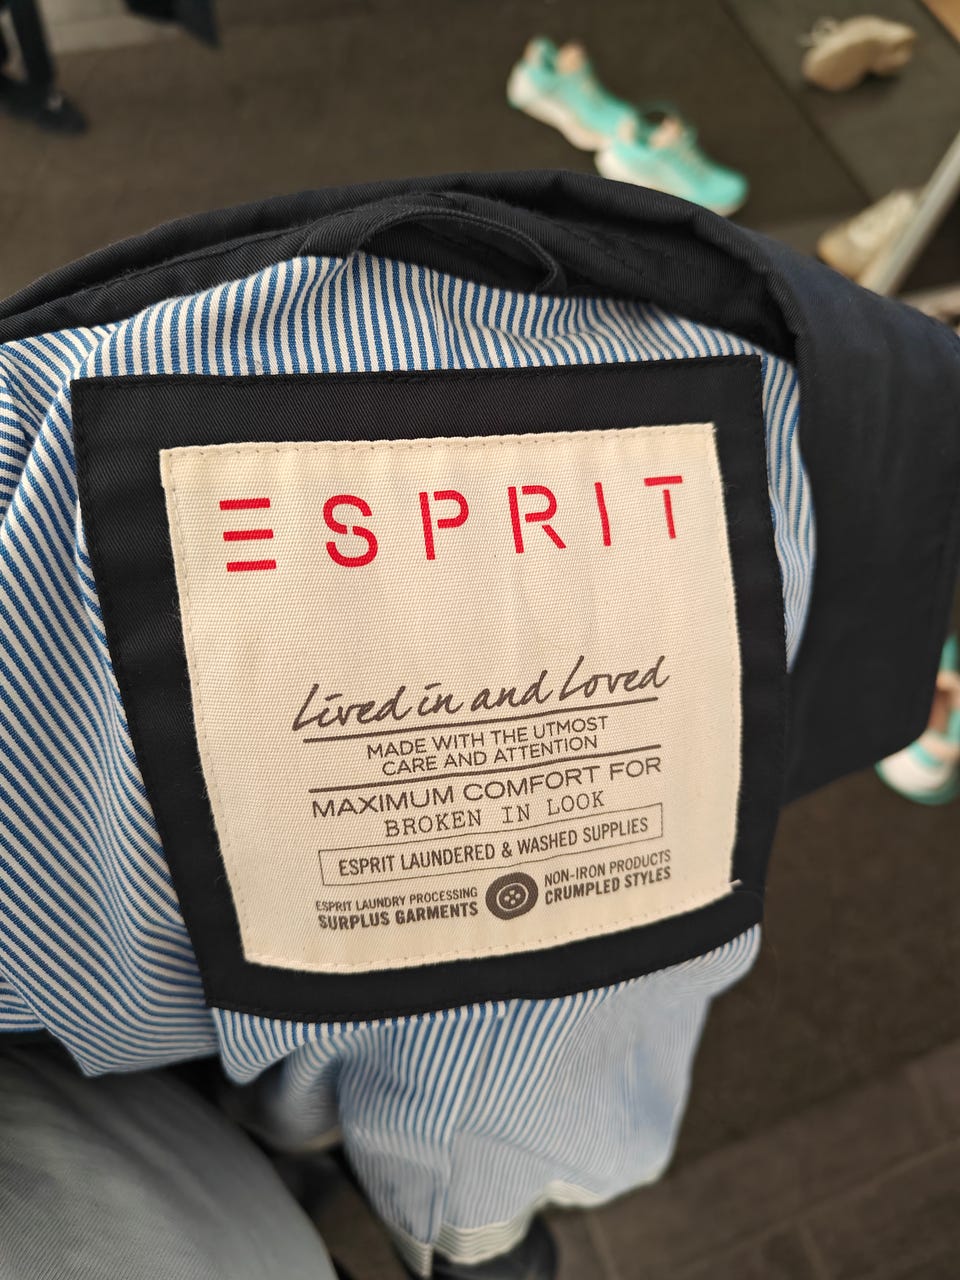 ESPRIT
Lived in and Loved
MADE WITH THE UTMOST
CARE AND ATTENTION
MAXIMUM COMFORT FOR
BROKEN IN LOOK
ESPRIT LAUNDERED & WASHED SUPPLIES
ESPRIT LAUNDRY PROCESSING
SURPLUS GARMENTS
NON-IRON PRODUCTS
CRUMPLED STYLES